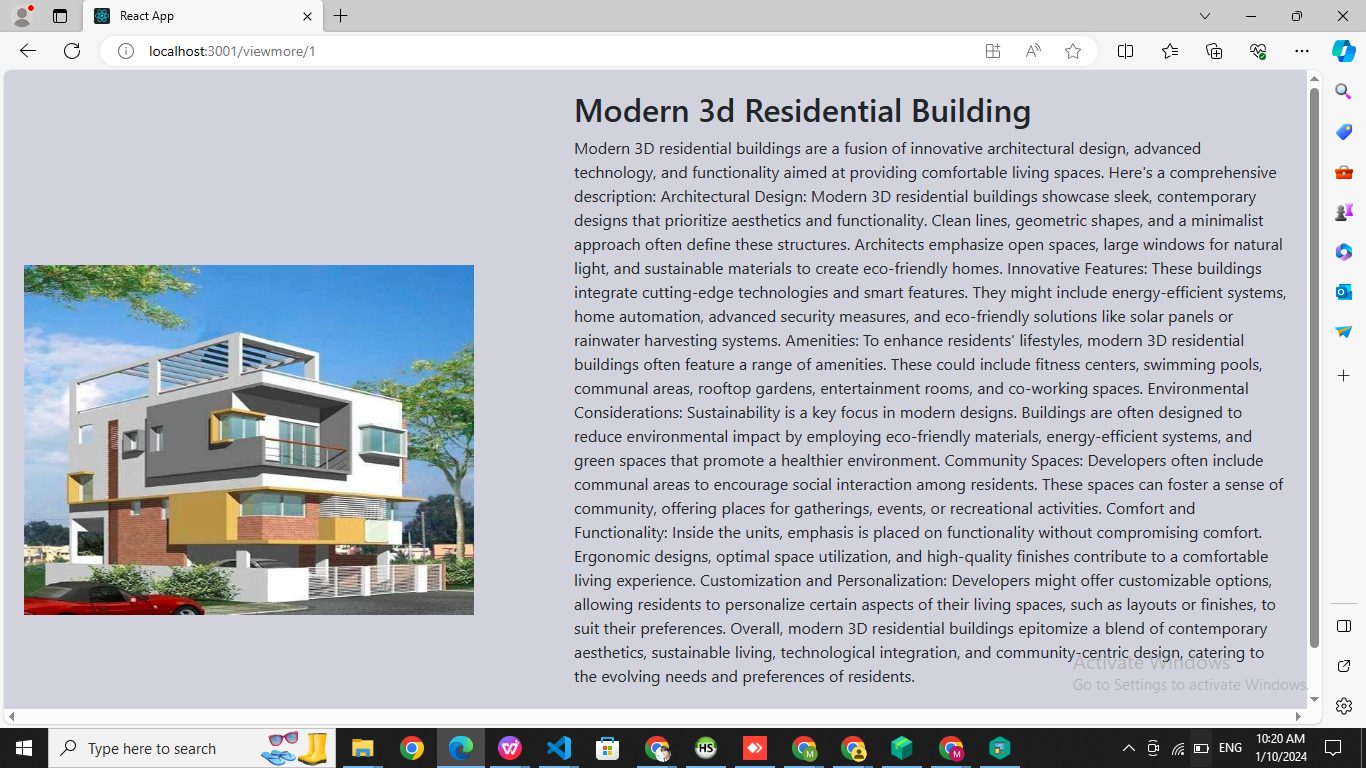 React App
localhost:3001/viewmore/1
Modern 3d Residential Building
Modern 3D residential buildings are a fusion of innovative architectural design, advanced
technology, and functionality aimed at providing comfortable living spaces. Here's a comprehensive
description: Architectural Design: Modern 3D residential buildings showcase sleek, contemporary
designs that prioritize aesthetics and functionality. Clean lines, geometric shapes, and a minimalist
approach often define these structures. Architects emphasize open spaces, large windows for natural
light, and sustainable materials to create eco-friendly homes. Innovative Features: These buildings
integrate cutting-edge technologies and smart features. They might include energy-efficient systems,
home automation, advanced security measures, and eco-friendly solutions like solar panels or
rainwater harvesting systems. Amenities: To enhance residents' lifestyles, modern 3D residential
buildings often feature a range of amenities. These could include fitness centers, swimming pools,
communal areas, rooftop gardens, entertainment rooms, and co-working spaces. Environmental
Considerations: Sustainability is a key focus in modern designs. Buildings are often designed to
reduce environmental impact by employing eco-friendly materials, energy-efficient systems, and
green spaces that promote a healthier environment. Community Spaces: Developers often include
communal areas to encourage social interaction among residents. These spaces can foster a sense of
community, offering places for gatherings, events, or recreational activities. Comfort and
Functionality: Inside the units, emphasis is placed on functionality without compromising comfort.
Ergonomic designs, optimal space utilization, and high-quality finishes contribute to a comfortable
living experience. Customization and Personalization: Developers might offer customizable options,
allowing residents to personalize certain aspects of their living spaces, such as layouts or finishes, to
suit their preferences. Overall, modern 3D residential buildings epitomize a blend of contemporary
aesthetics, sustainable living, technological integration, and community-centric design, catering to
the evolving needs and preferences of residents.
Activate Windows
Go to Settings to activate Windows.
Type here to search
HS
M
M
ENG
10:20 AM
1/10/2024